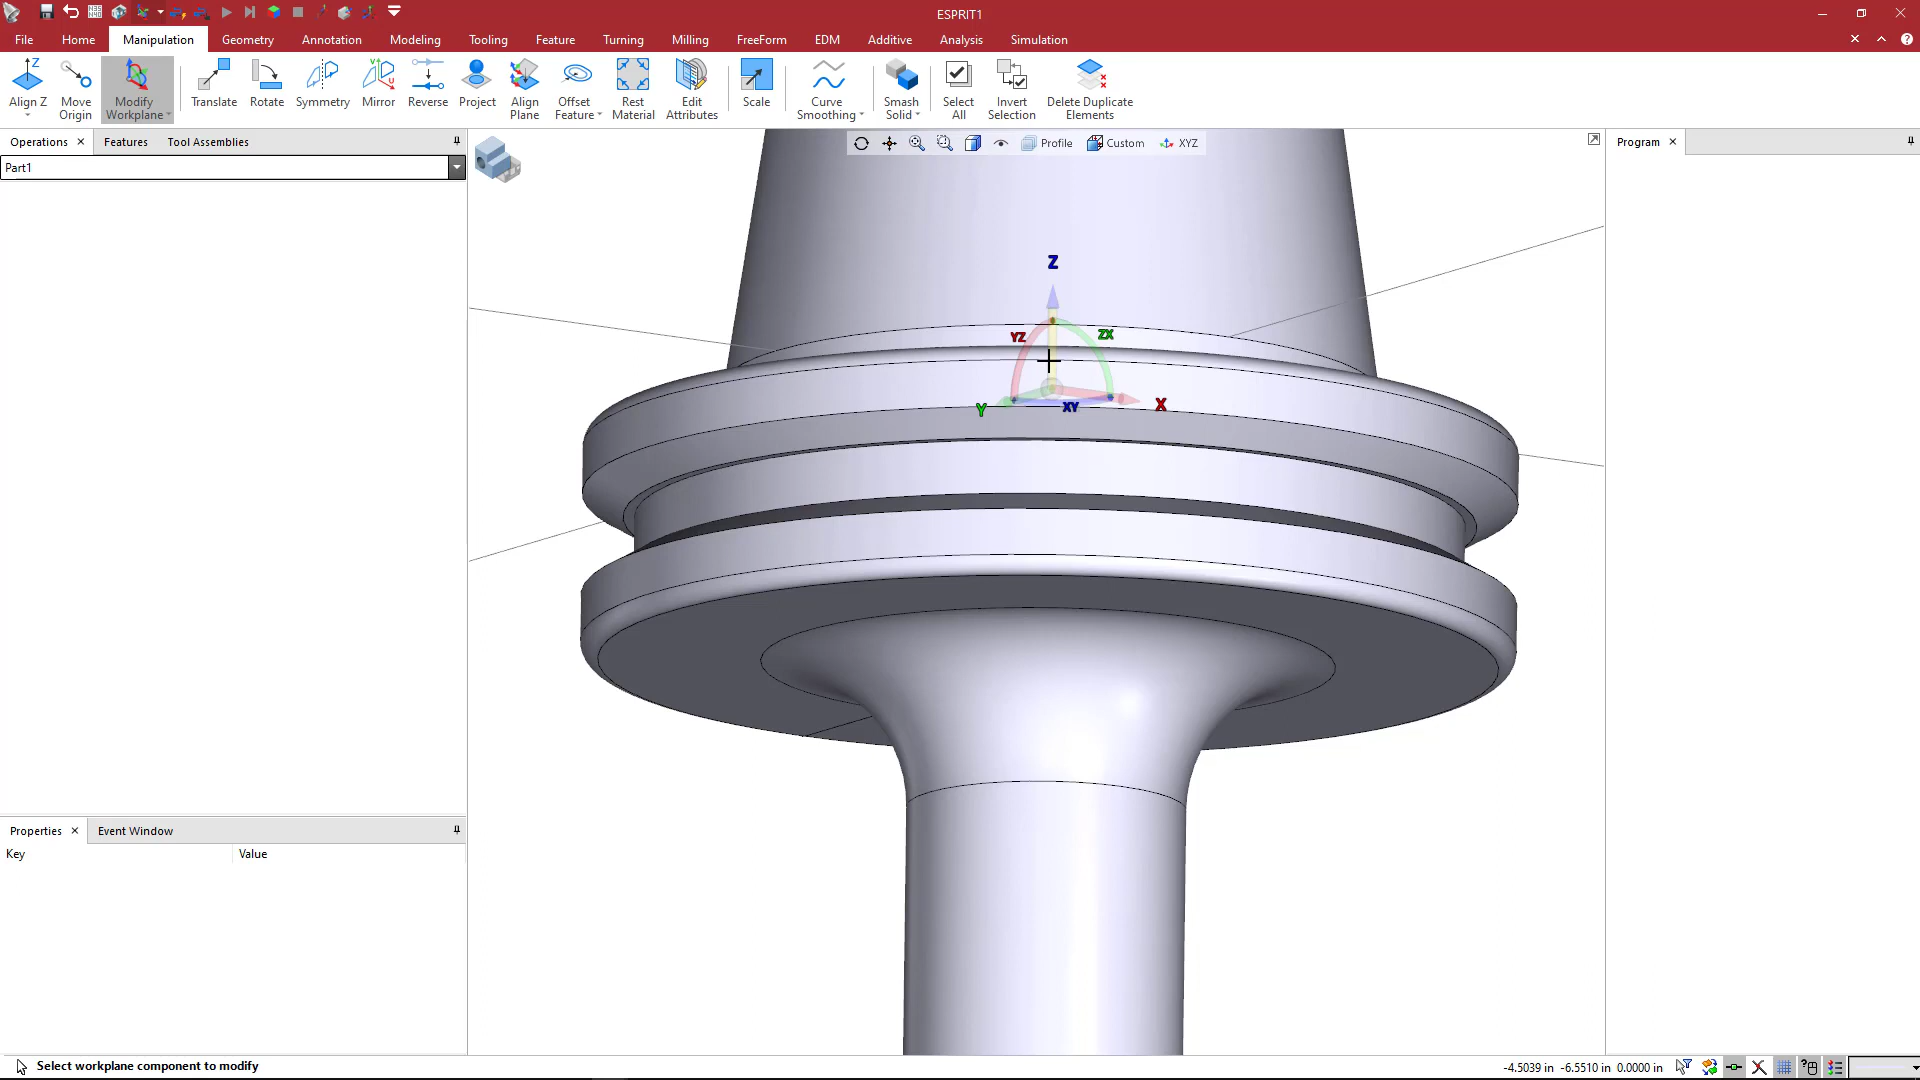 ESPRIT1
File Home Manipulation Geometry Annotation Modeling Tooling Feature Turning Milling FreeForm EDM Additive Analysis Simulation
Align Z Move Origin Modify Workplane Translate Rotate Symmetry Mirror Reverse Project Align Plane Offset Feature Rest Material Edit Attributes Scale Curve Smoothing Smash Solid Select All Invert Selection Delete Duplicate Elements
Operations Features Tool Assemblies
Profile Custom XYZ
Program
Part1
Z
YZ ZX
Y XY X
Properties Event Window
Key Value
Select workplane component to modify
-4.5039 in -6.5510 in 0.0000 in